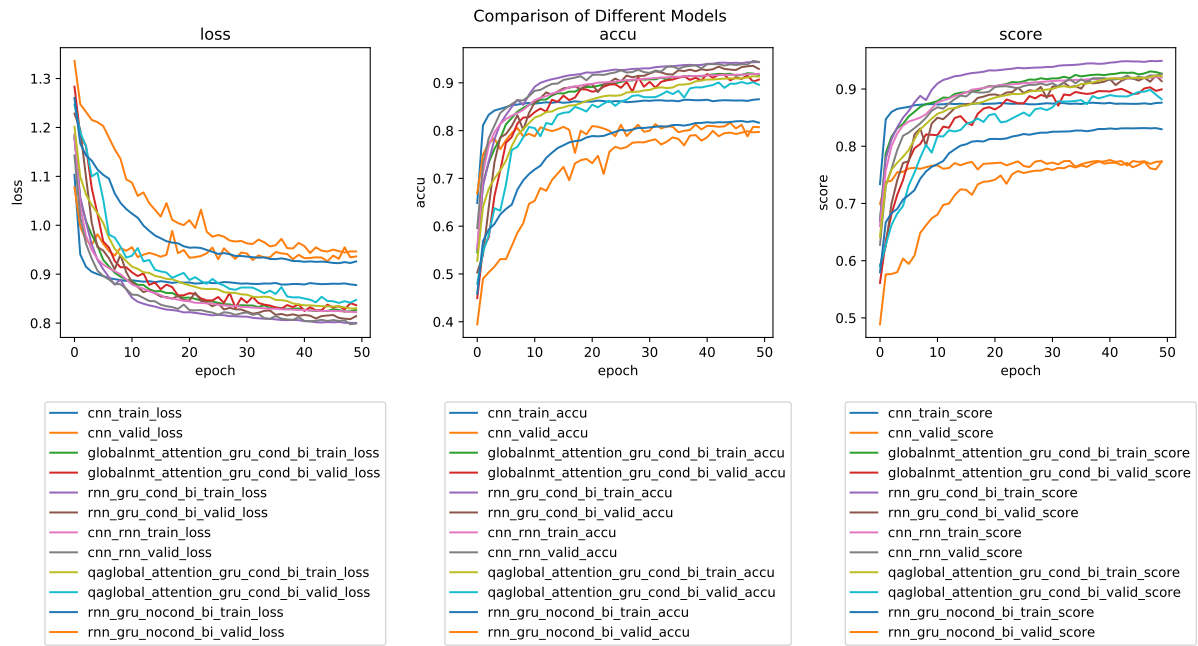 Comparison of Different Models
loss
accu
score
1.3
1.2
1.1
1.0
0.9
0.8
loss
0 10 20 30 40 50
epoch
0.9
0.8
0.7
0.6
0.5
0.4
accu
0 10 20 30 40 50
epoch
0.9
0.8
0.7
0.6
0.5
score
0 10 20 30 40 50
epoch
cnn_train_loss
cnn_valid_loss
globalnmt_attention_gru_cond_bi_train_loss
globalnmt_attention_gru_cond_bi_valid_loss
rnn_gru_cond_bi_train_loss
rnn_gru_cond_bi_valid_loss
cnn_rnn_train_loss
cnn_rnn_valid_loss
qaglobal_attention_gru_cond_bi_train_loss
qaglobal_attention_gru_cond_bi_valid_loss
rnn_gru_nocond_bi_train_loss
rnn_gru_nocond_bi_valid_loss
cnn_train_accu
cnn_valid_accu
globalnmt_attention_gru_cond_bi_train_accu
globalnmt_attention_gru_cond_bi_valid_accu
rnn_gru_cond_bi_train_accu
rnn_gru_cond_bi_valid_accu
cnn_rnn_train_accu
cnn_rnn_valid_accu
qaglobal_attention_gru_cond_bi_train_accu
qaglobal_attention_gru_cond_bi_valid_accu
rnn_gru_nocond_bi_train_accu
rnn_gru_nocond_bi_valid_accu
cnn_train_score
cnn_valid_score
globalnmt_attention_gru_cond_bi_train_score
globalnmt_attention_gru_cond_bi_valid_score
rnn_gru_cond_bi_train_score
rnn_gru_cond_bi_valid_score
cnn_rnn_train_score
cnn_rnn_valid_score
qaglobal_attention_gru_cond_bi_train_score
qaglobal_attention_gru_cond_bi_valid_score
rnn_gru_nocond_bi_train_score
rnn_gru_nocond_bi_valid_score